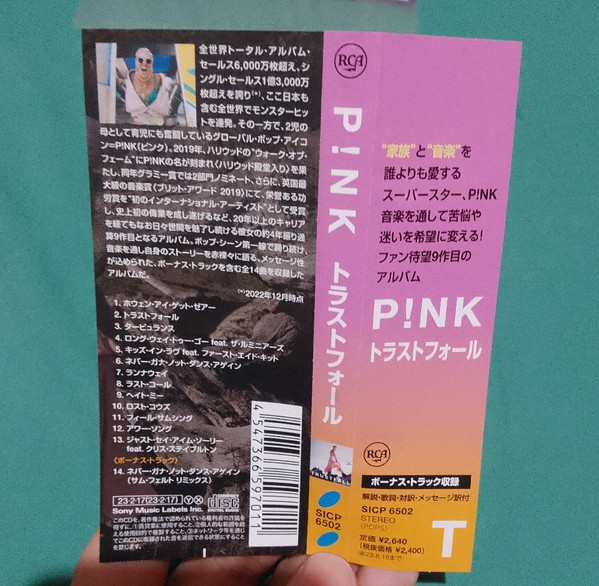 全世界トータル・アルバム・
セールス6,000万枚超え、シ
ングル・セールス1億3,000万
枚超えを誇り(*)、ここ日本も
含む全世界でモンスターヒッ
トを連発。その一方で、2児の
母として育児にも奮闘しているグローバル・ポップ・アイコ
ン=P!NK(ピンク)。2019年、ハリウッドの"ウォーク・オブ・
フェーム"にP!NKの名が刻まれ(ハリウッド殿堂入り)を果
たし、同年グラミー賞では2部門ノミネート、さらに、英国最
大級の音楽賞〈ブリット・アワード 2019〉にて、栄誉ある功
労賞を"初のインターナショナル・アーティスト"として受賞
し、史上初の偉業を成し遂げるなど、20年以上のキャリア
を経てもなお日々世間を魅了し続ける彼女の約4年振り通
算9作目となるアルバム。ポップ・シーン第一線で誇り続け、
音楽を通し自身のストーリーを赤裸々に語る、メッセージ性
が込められた、ボーナス・トラックを含む全14曲を収録した
アルバムだ。
(*)2022年12月時点
1. ホウェン・アイ・ゲット・ゼアー
2. トラストフォール
3. タービュランス
4. ロング・ウェイ・トゥー・ゴー feat. ザ・ルミニアーズ
5. キッズ・イン・ラヴ feat. ファースト・エイド・キット
6. ネバー・ガナ・ノット・ダンス・アゲイン
7. ランナウェイ
8. ラスト・コール
9. ヘイト・ミー
10. ロスト・コウズ
11. フィール・サムシング
12. アワー・ソング
13. ジャスト・セイ・アイム・ソーリー
feat. クリス・ステイプルトン
〈ボーナス・トラック〉
14. ネバー・ガナ・ノット・ダンス・アゲイン
(サム・フェルト リミックス)
23・2・17(23・2・17) Ⓨ Ⓧ
COMPACT disc DIGITAL AUDIO
Sony Music Labels Inc.
4547366597011
RCA
P!NK
トラストフォール
TRUSTFALL
SICP
6502
"家族"と"音楽"を
誰よりも愛する
スーパースター、P!NK
音楽を通して苦悩や
迷いを希望に変える!
ファン待望9作目の
アルバム
P!NK
トラストフォール
RCA
ボーナス・トラック収録
解説・歌詞・対訳・メッセージ訳付
SICP 6502
STEREO
(POPS)
定価 ¥2,640
(税抜価格 ¥2,400)
®23.8.16まで
T